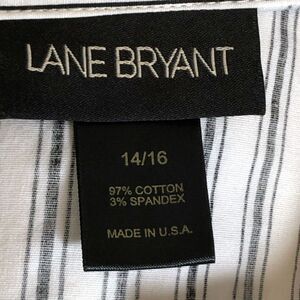 LANE BRYANT
14/16
97% COTTON
3% SPANDEX
MADE IN U.S.A.